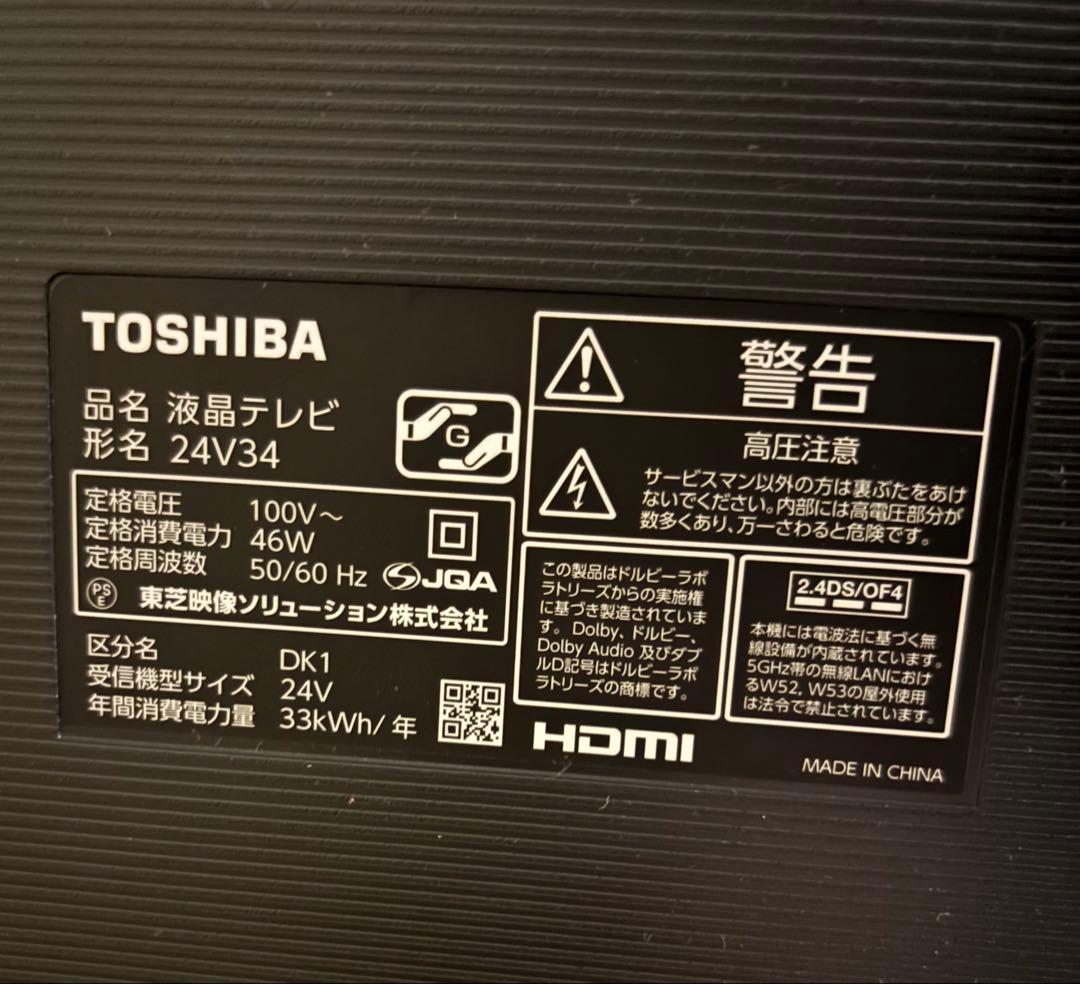 TOSHIBA
品名 液晶テレビ
形名 24V34
G
定格電圧 100V～
定格消費電力 46W
定格周波数 50/60 Hz
JQA
PS
E
東芝映像ソリューション株式会社
区分名 DK1
受信機型サイズ 24V
年間消費電力量 33kWh/年
警告
高圧注意
サービスマン以外の方は裏ぶたをあけ
ないでください。内部には高電圧部分が
数多くあり、万一さわると危険です。
この製品はドルビーラボ
ラトリーズからの実施権
に基づき製造されていま
す。Dolby、ドルビー、
Dolby Audio 及びダブ
ルD記号はドルビーラボ
ラトリーズの商標です。
2.4DS/OF4
本機には電波法に基づく無
線設備が内蔵されています。
5GHz帯の無線LANにおけ
るW52, W53の屋外使用
は法令で禁止されています。
HDMI
MADE IN CHINA